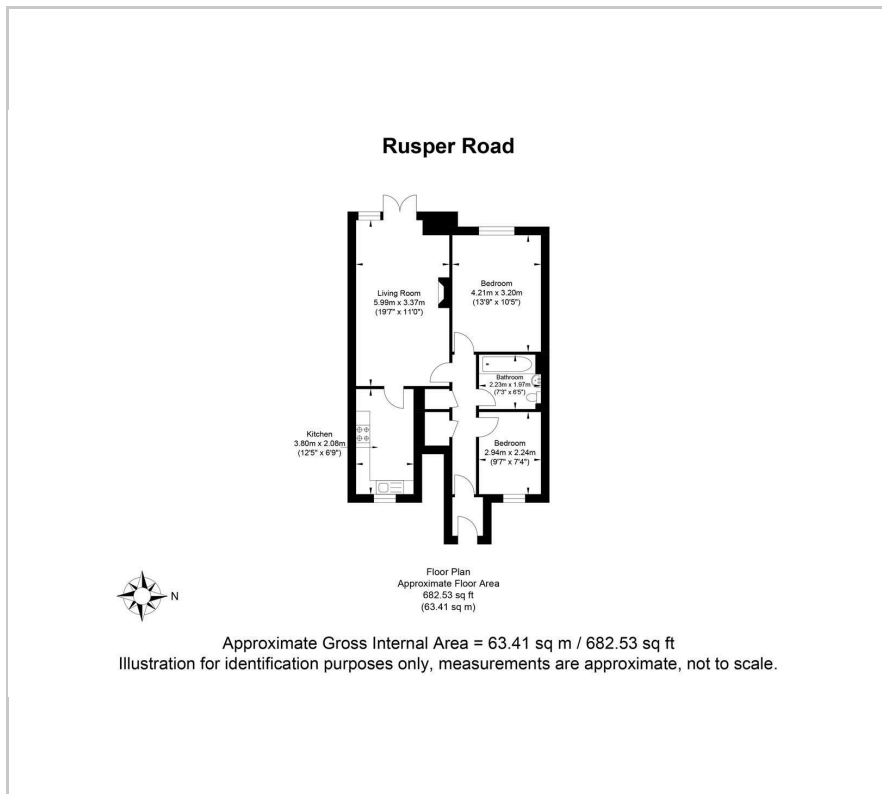 Rusper Road
Living Room
5.99m x 3.37m
(19'7" x 11'0")
Bedroom
4.21m x 3.20m
(13'9" x 10'5")
Bathroom
2.23m x 1.97m
(7'3" x 6'5")
Kitchen
3.80m x 2.08m
(12'5" x 6'9")
Bedroom
2.94m x 2.24m
(9'7" x 7'4")
N
Floor Plan
Approximate Floor Area
682.53 sq ft
(63.41 sq m)
Approximate Gross Internal Area = 63.41 sq m / 682.53 sq ft
Illustration for identification purposes only, measurements are approximate, not to scale.